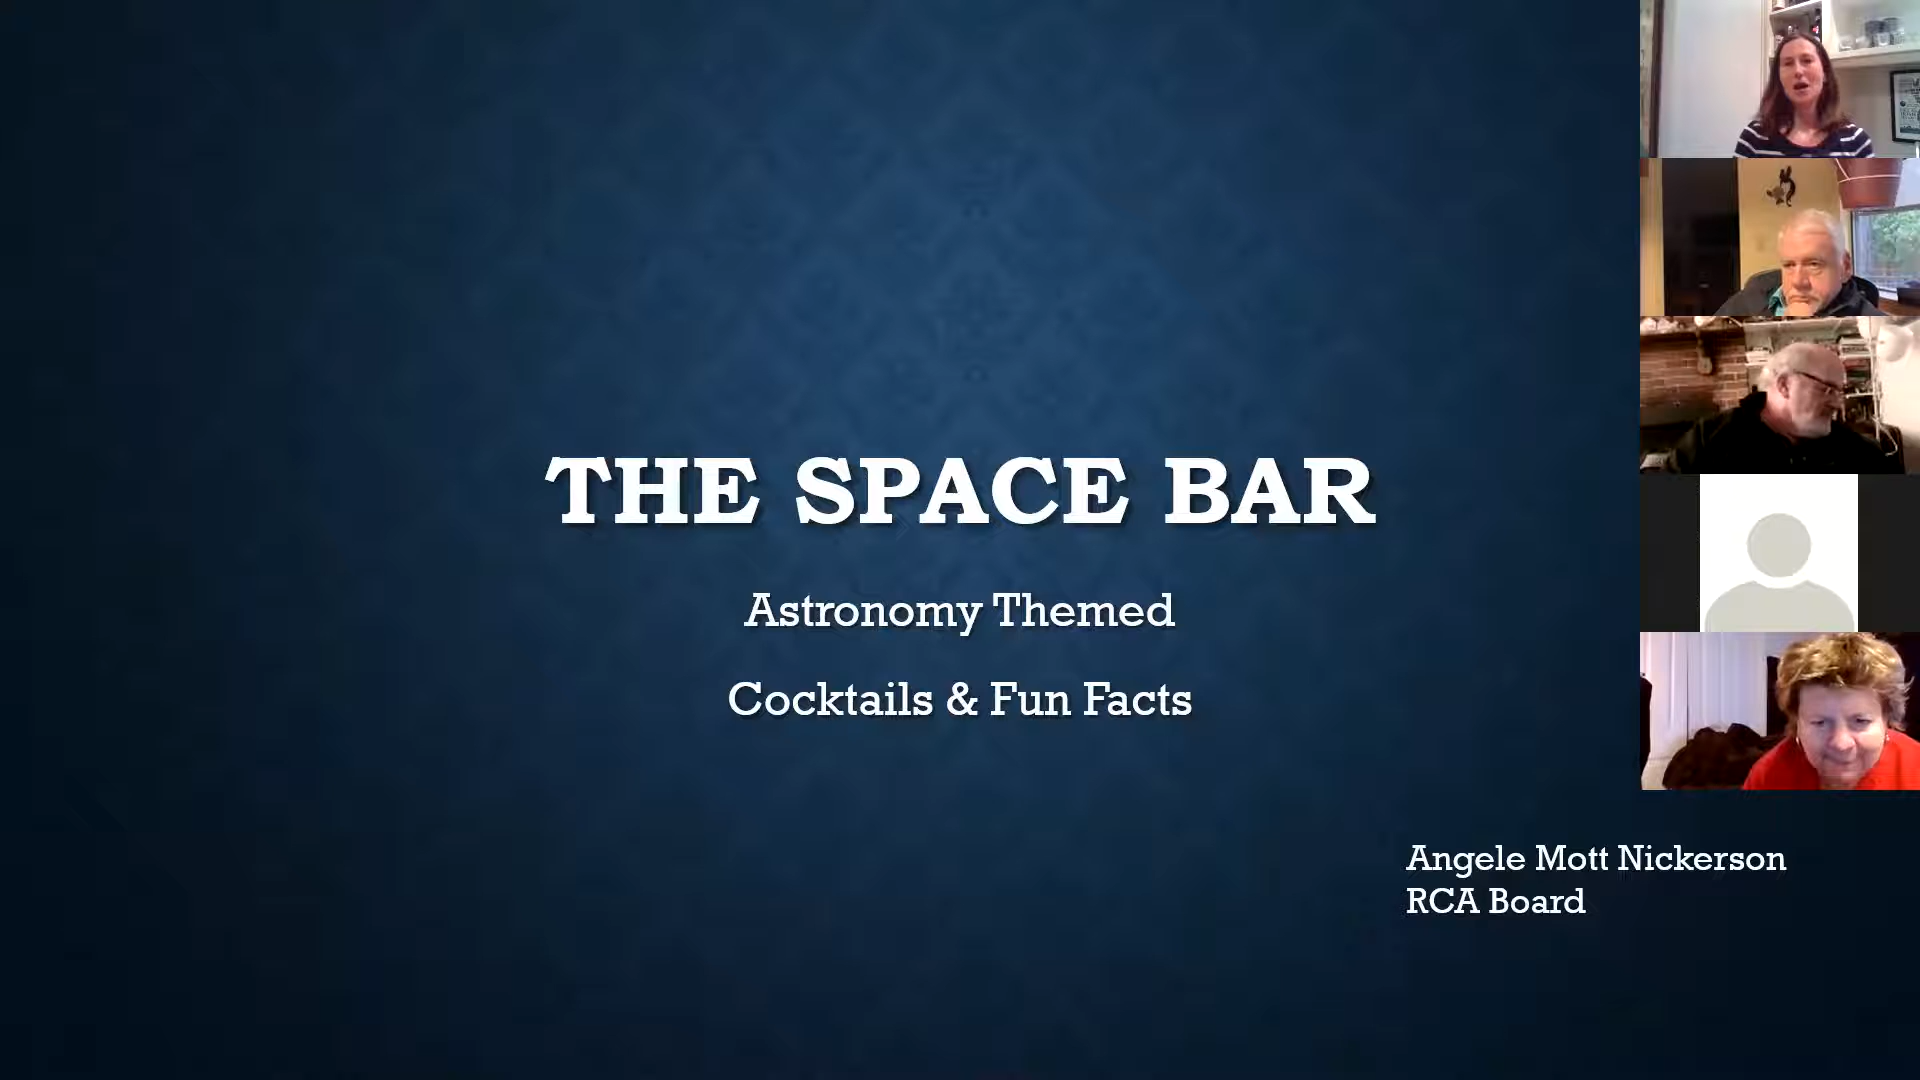 THE SPACE BAR
Astronomy Themed
Cocktails & Fun Facts
Angele Mott Nickerson
RCA Board